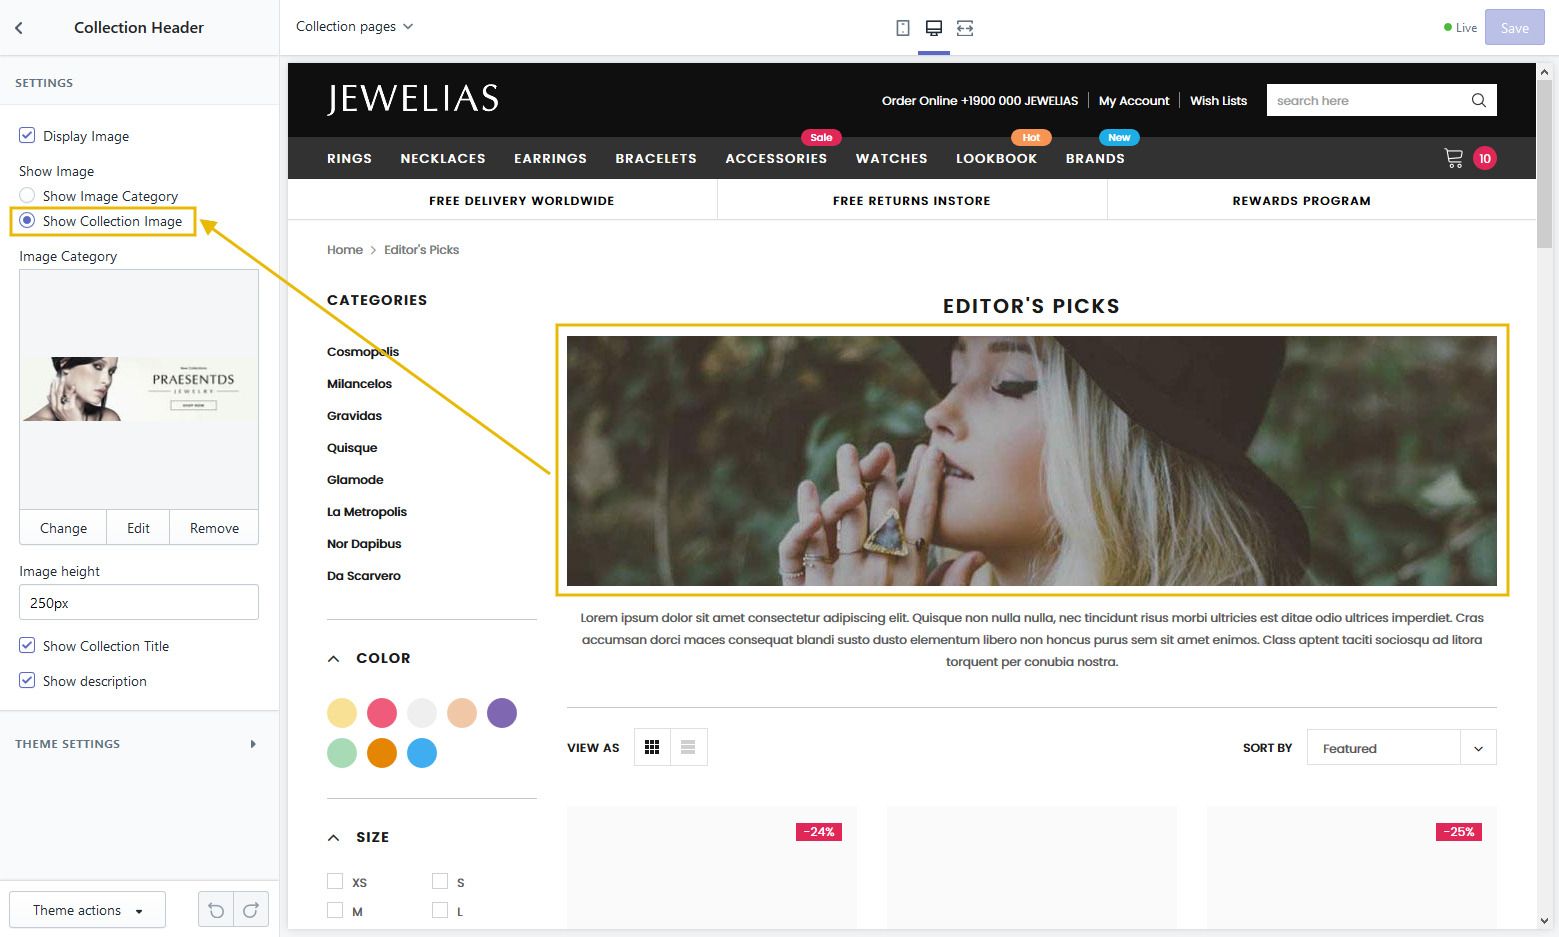 Collection Header
Collection pages
Live
Save
SETTINGS
Display Image
Show Image
Show Image Category
Show Collection Image
Image Category
New Collections
PRAESENTDS
JEWELRY
SHOP NOW
Change Edit Remove
Image height
250px
Show Collection Title
Show description
THEME SETTINGS
Theme actions
JEWELIAS
Order Online +1900 000 JEWELIAS My Account Wish Lists
search here
Sale Hot New
RINGS NECKLACES EARRINGS BRACELETS ACCESSORIES WATCHES LOOKBOOK BRANDS
10
FREE DELIVERY WORLDWIDE FREE RETURNS INSTORE REWARDS PROGRAM
Home > Editor's Picks
CATEGORIES
Cosmopolis
Milancelos
Gravidas
Quisque
Glamode
La Metropolis
Nor Dapibus
Da Scarvero
COLOR
SIZE
XS S
M L
EDITOR'S PICKS
Lorem ipsum dolor sit amet consectetur adipiscing elit. Quisque non nulla nulla, nec tincidunt risus morbi ultricies est ditae odio ultrices imperdiet. Cras
accumsan dorci maces consequat blandi susto dusto elementum libero non honcus purus sem sit amet enimos. Class aptent taciti sociosqu ad litora
torquent per conubia nostra.
VIEW AS
SORT BY Featured
-24% -25%